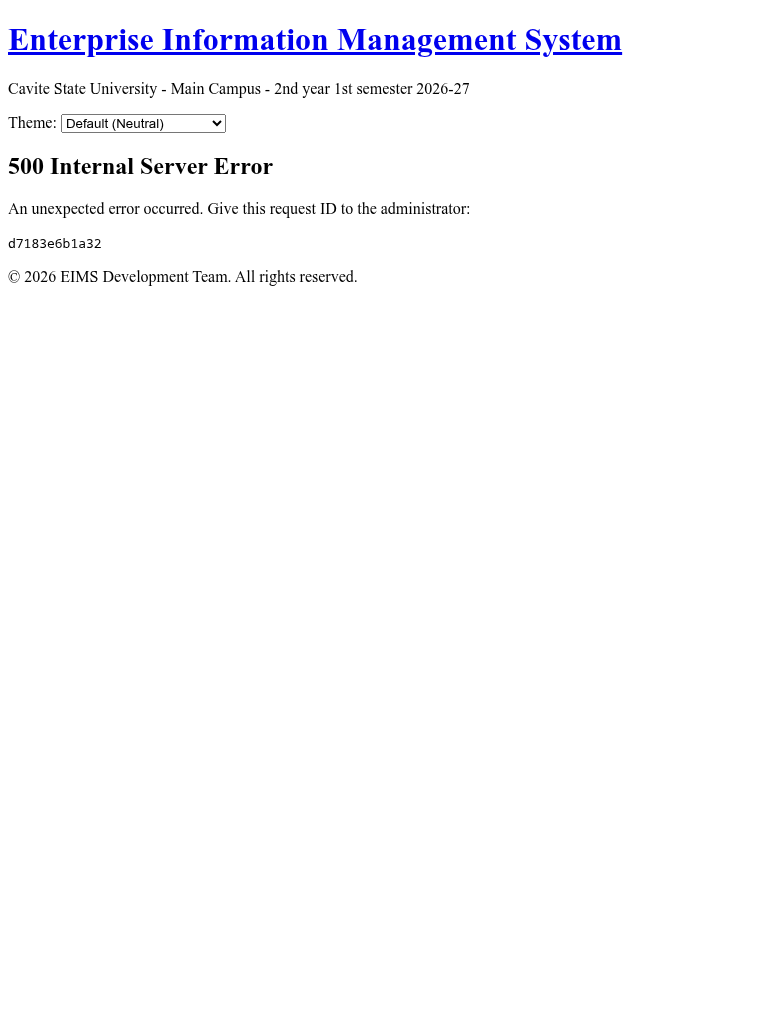 Enterprise Information Management System
Cavite State University - Main Campus - 2nd year 1st semester 2026-27
Theme: Default (Neutral)
500 Internal Server Error
An unexpected error occurred. Give this request ID to the administrator:
d7183e6b1a32
© 2026 EIMS Development Team. All rights reserved.